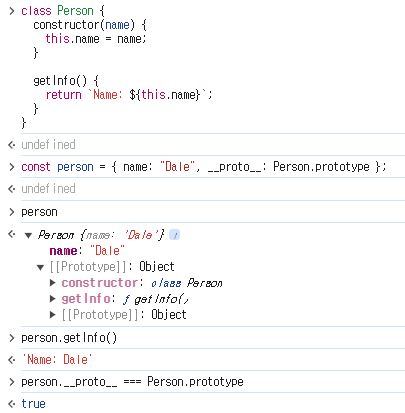 class Person {
constructor(name) {
this.name = name;
}
getInfo() {
return `Name: ${this.name}`;
}
}
undefined
const person = { name: "Dale", __proto__: Person.prototype };
undefined
person
Person {name: 'Dale'} i
name: "Dale"
[[Prototype]]: Object
constructor: class Person
getInfo: ƒ getInfo()
[[Prototype]]: Object
person.getInfo()
'Name: Dale'
person.__proto__ === Person.prototype
true